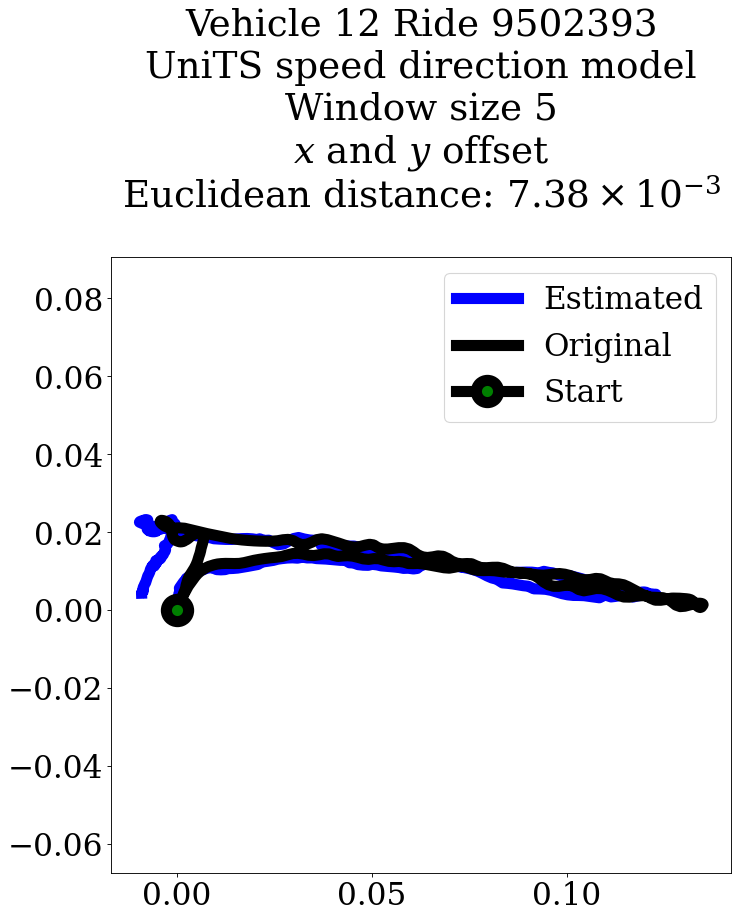 Vehicle 12 Ride 9502393
UniTS speed direction model
Window size 5
x and y offset
Euclidean distance: 7.38 × 10⁻³
Estimated
Original
Start
0.08
0.06
0.04
0.02
0.00
−0.02
−0.04
−0.06
0.00 0.05 0.10